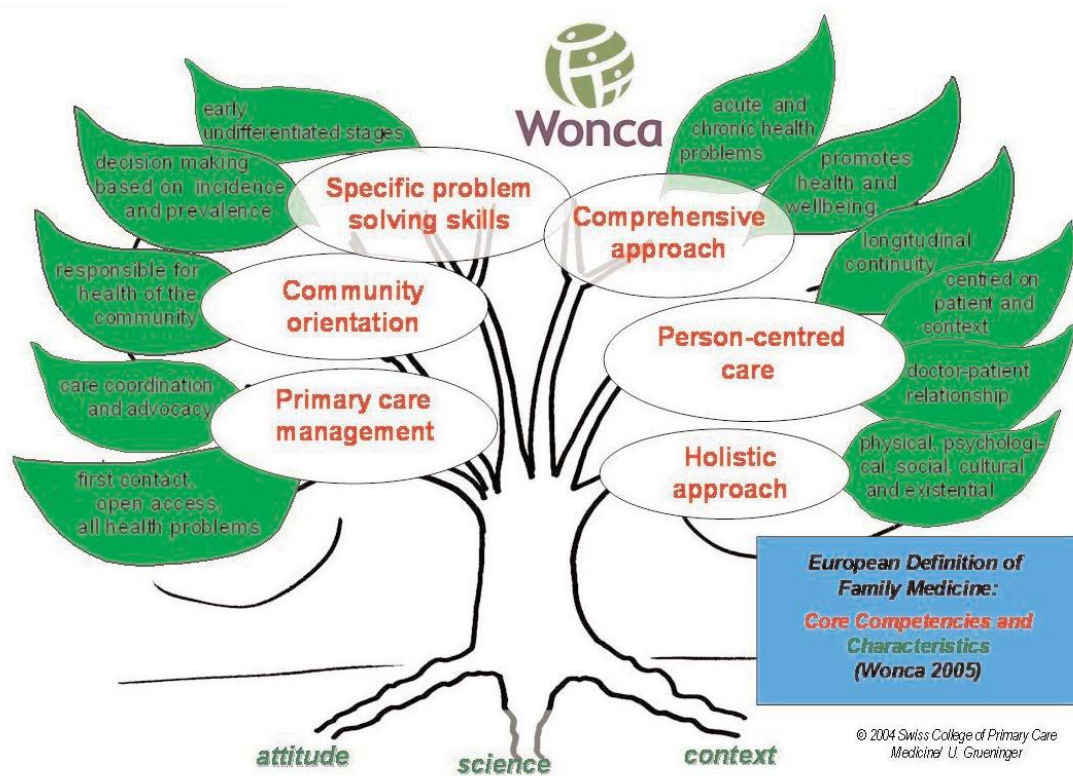 Wonca
early
undifferentiated stages
decision making
based on incidence
and prevalence
Specific problem
solving skills
responsible for
health of the
community
Community
orientation
care coordination
and advocacy
Primary care
management
first contact,
open access,
all health problems
acute and
chronic health
problems
promotes
health and
wellbeing
Comprehensive
approach
longitudinal
continuity
centred on
patient and
context
Person-centred
care
doctor-patient
relationship
Holistic
approach
physical, psychologi-
cal, social, cultural
and existential
European Definition of
Family Medicine:
Core Competencies and
Characteristics
(Wonca 2005)
attitude
science
context
© 2004 Swiss College of Primary Care
Medicine/ U. Grueninger